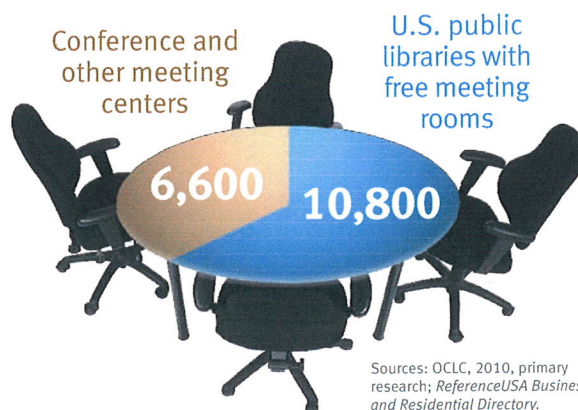 Conference and
other meeting
centers
U.S. public
libraries with
free meeting
rooms
6,600
10,800
Sources: OCLC, 2010, primary
research; ReferenceUSA Busines
and Residential Directory.